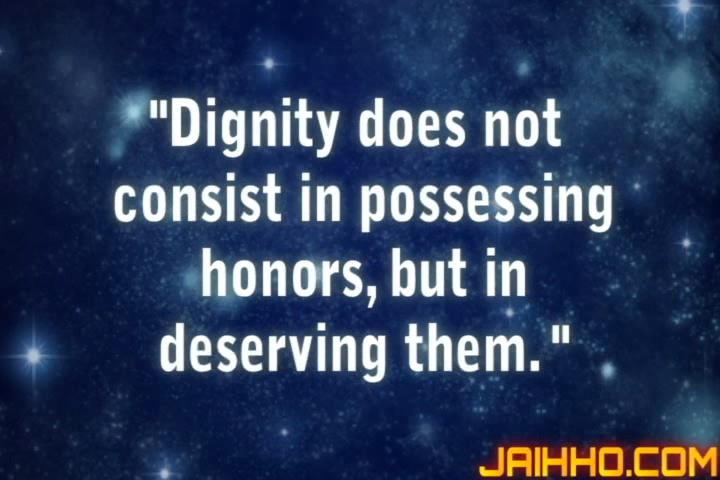 "Dignity does not
consist in possessing
honors, but in
deserving them. "
JAIHHO.COM